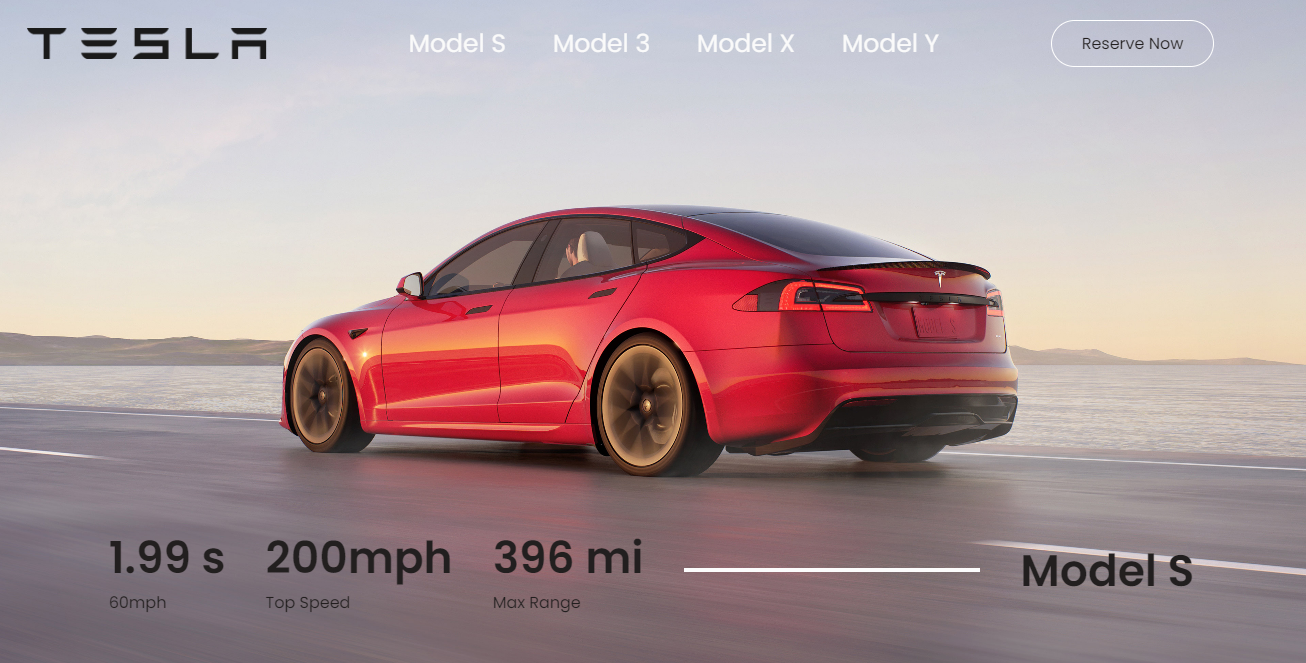 TESLA
Model S
Model 3
Model X
Model Y
Reserve Now
1.99 s
200mph
396 mi
60mph
Top Speed
Max Range
Model S